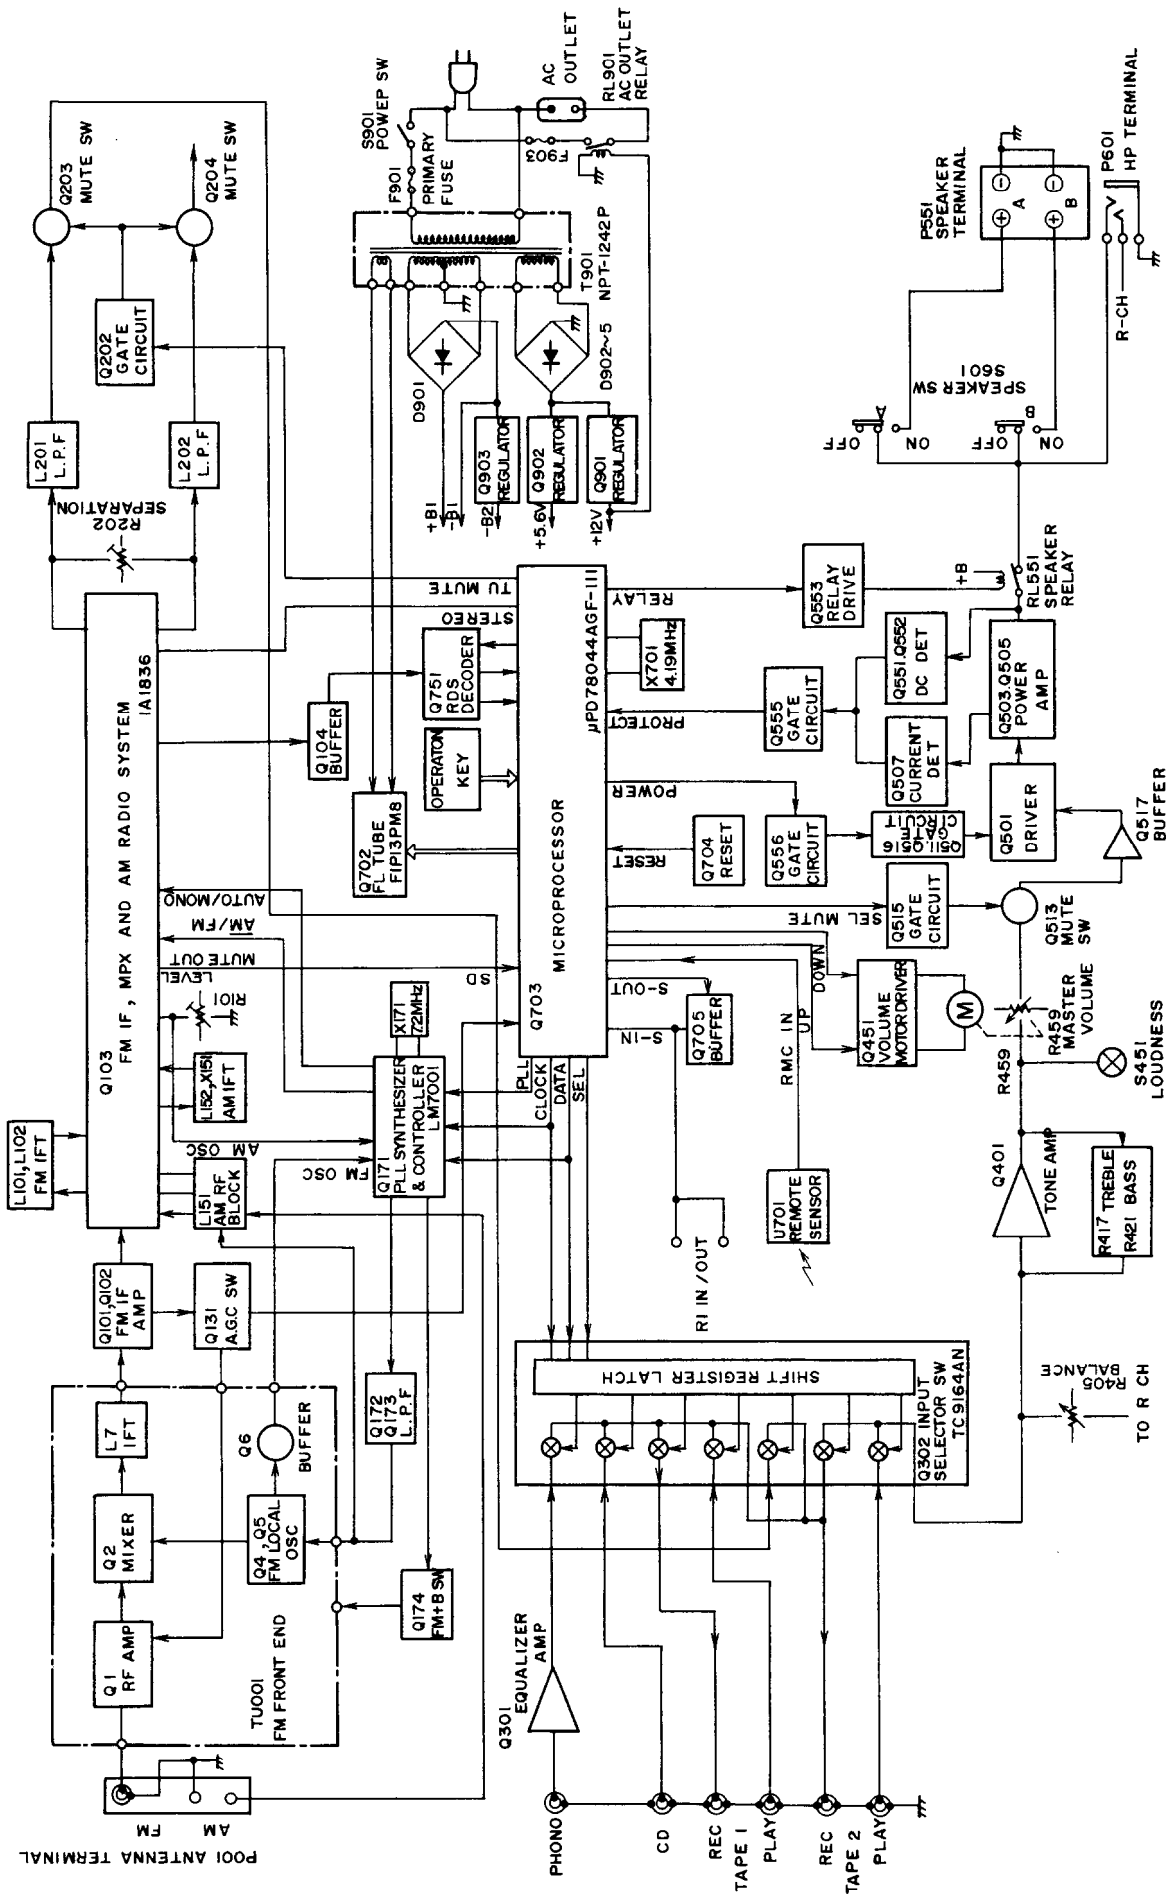 P001 ANTENNA TERMINAL
FM
AM
TU001
FM FRONT END
Q1
RF AMP
Q2
MIXER
L7
IFT
Q4, Q5
FM LOCAL
OSC
Q6
BUFFER
Q101,Q102
FM IF
AMP
Q131
A.G.C SW
L101,L102
FM IFT
Q103
FM IF, MPX AND AM RADIO SYSTEM
1A1836
L151
AM RF
BLOCK
AM OSC
L152,X151
AM IFT
R101
LEVEL
MUTE OUT
AM/FM
AUTO/MONO
FM OSC
Q171
PLL SYNTHESIZER
& CONTROLLER
LM7001
X171
72MHz
Q172
Q173
L.P.F
Q174
FM+B SW
Q104
BUFFER
R202
SEPARATION
L201
L.P.F
L202
L.P.F
Q202
GATE
CIRCUIT
Q203
MUTE SW
Q204
MUTE SW
Q702
FL TUBE
FIP13PM8
OPERATON
KEY
Q751
RDS
DECODER
STEREO
TU MUTE
SD
Q703
MICROPROCESSOR
µPD78044AGF-III
PLL
CLOCK
DATA
SEL
S-IN
S-OUT
Q705
BUFFER
RI IN/OUT
RMC IN
U701
REMOTE
SENSOR
UP
DOWN
Q451
VOLUME
MOTOR DRIVER
M
SEL MUTE
Q515
GATE
CIRCUIT
RESET
Q704
RESET
POWER
Q556
GATE
CIRCUIT
Q511,Q516
GATE
CIRCUIT
PROTECT
Q555
GATE
CIRCUIT
X701
4.19MHz
RELAY
Q553
RELAY
DRIVE
Q551,Q552
DC DET
Q507
CURRENT
DET
Q501
DRIVER
Q503,Q505
POWER
AMP
+B
RL551
SPEAKER
RELAY
Q517
BUFFER
Q513
MUTE
SW
R459
MASTER
VOLUME
R459
S451
LOUDNESS
Q401
TONE AMP
R417 TREBLE
R421 BASS
R405
BALANCE
TO R CH
SPEAKER SW
S601
A
OFF
ON
B
OFF
ON
P551
SPEAKER
TERMINAL
A
B
+
-
+
-
P601
HP TERMINAL
R-CH
S901
POWEP SW
F901
PRIMARY
FUSE
F903
AC
OUTLET
RL901
AC OUTLET
RELAY
T901
NPT-1242P
D901
D902~5
+B1
-B1
-B2
+5.6V
+12V
Q903
REGULATOR
Q902
REGULATOR
Q901
REGULATOR
SHIFT REGISTER LATCH
Q302 INPUT
SELECTOR SW
TC9164AN
Q301
EQUALIZER
AMP
PHONO
CD
REC
TAPE 1
PLAY
REC
TAPE 2
PLAY